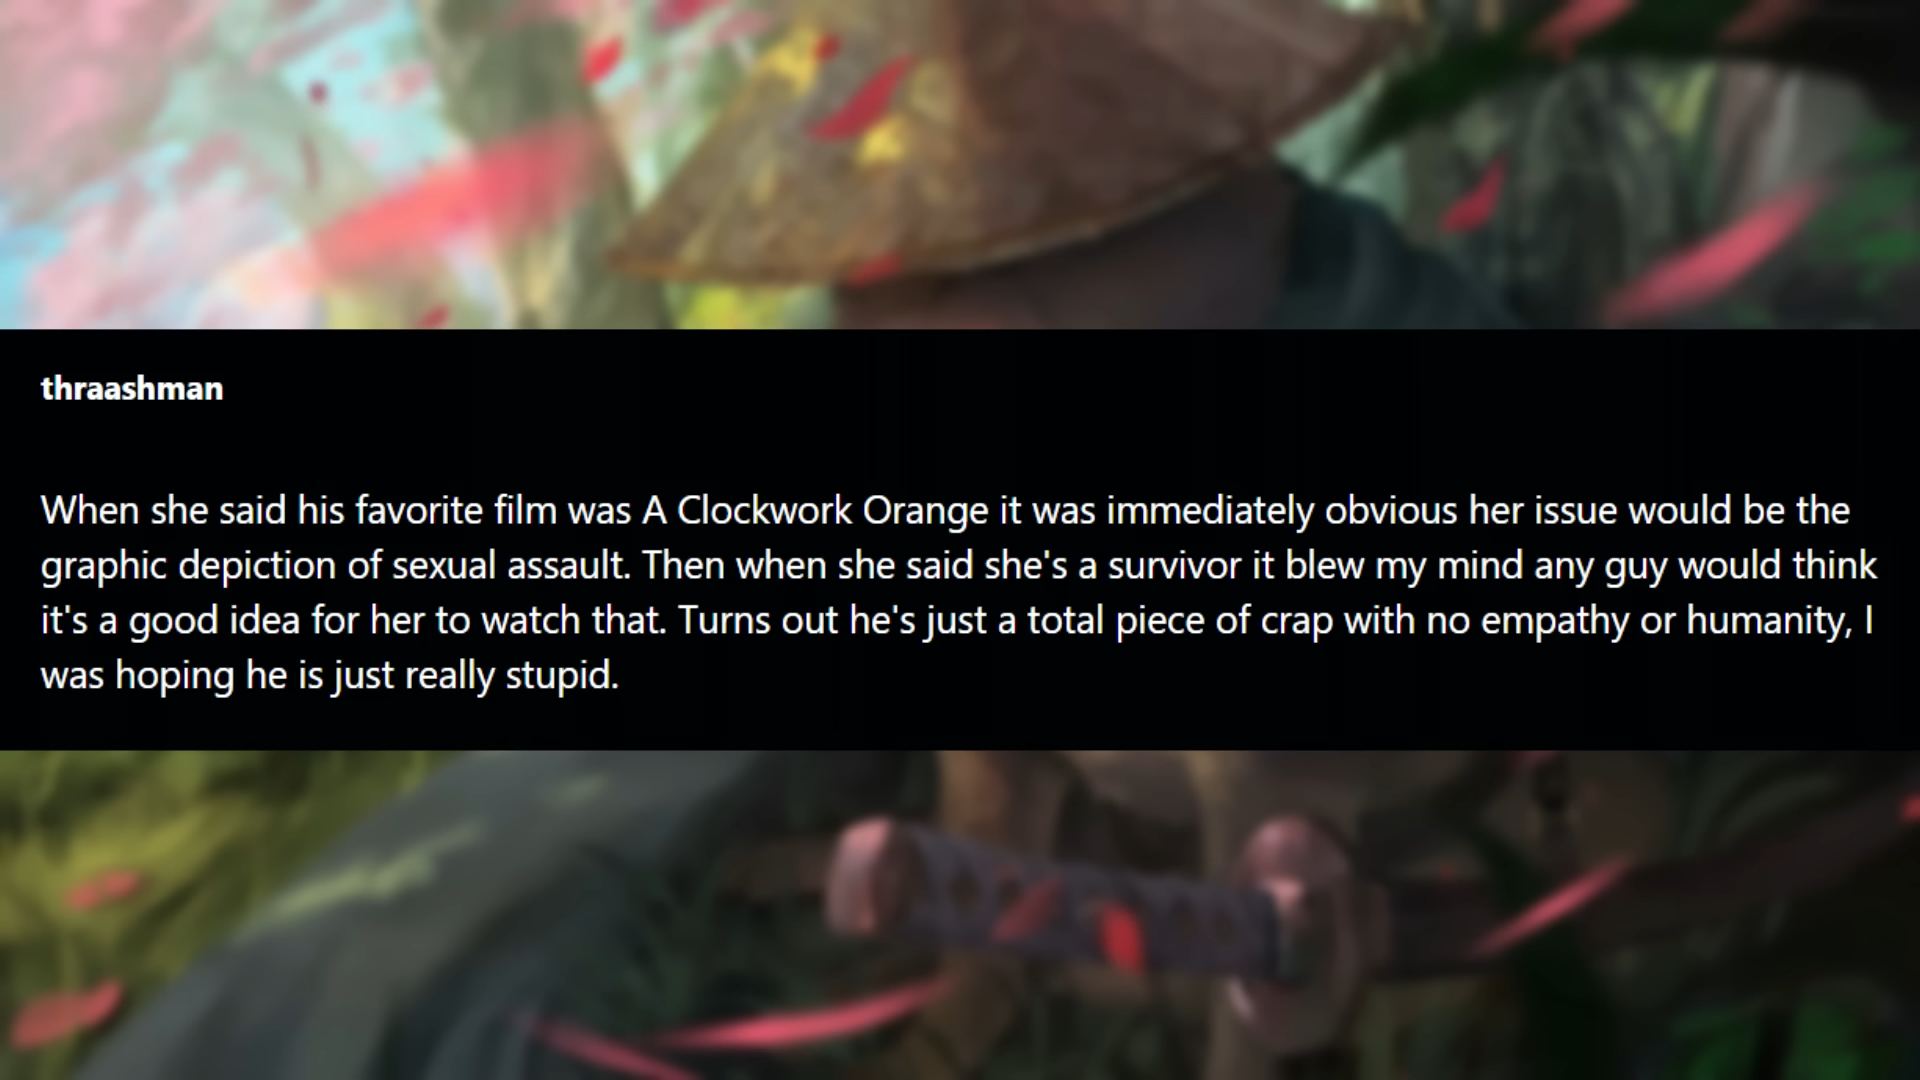 thraashman
When she said his favorite film was A Clockwork Orange it was immediately obvious her issue would be the
graphic depiction of sexual assault. Then when she said she's a survivor it blew my mind any guy would think
it's a good idea for her to watch that. Turns out he's just a total piece of crap with no empathy or humanity, I
was hoping he is just really stupid.